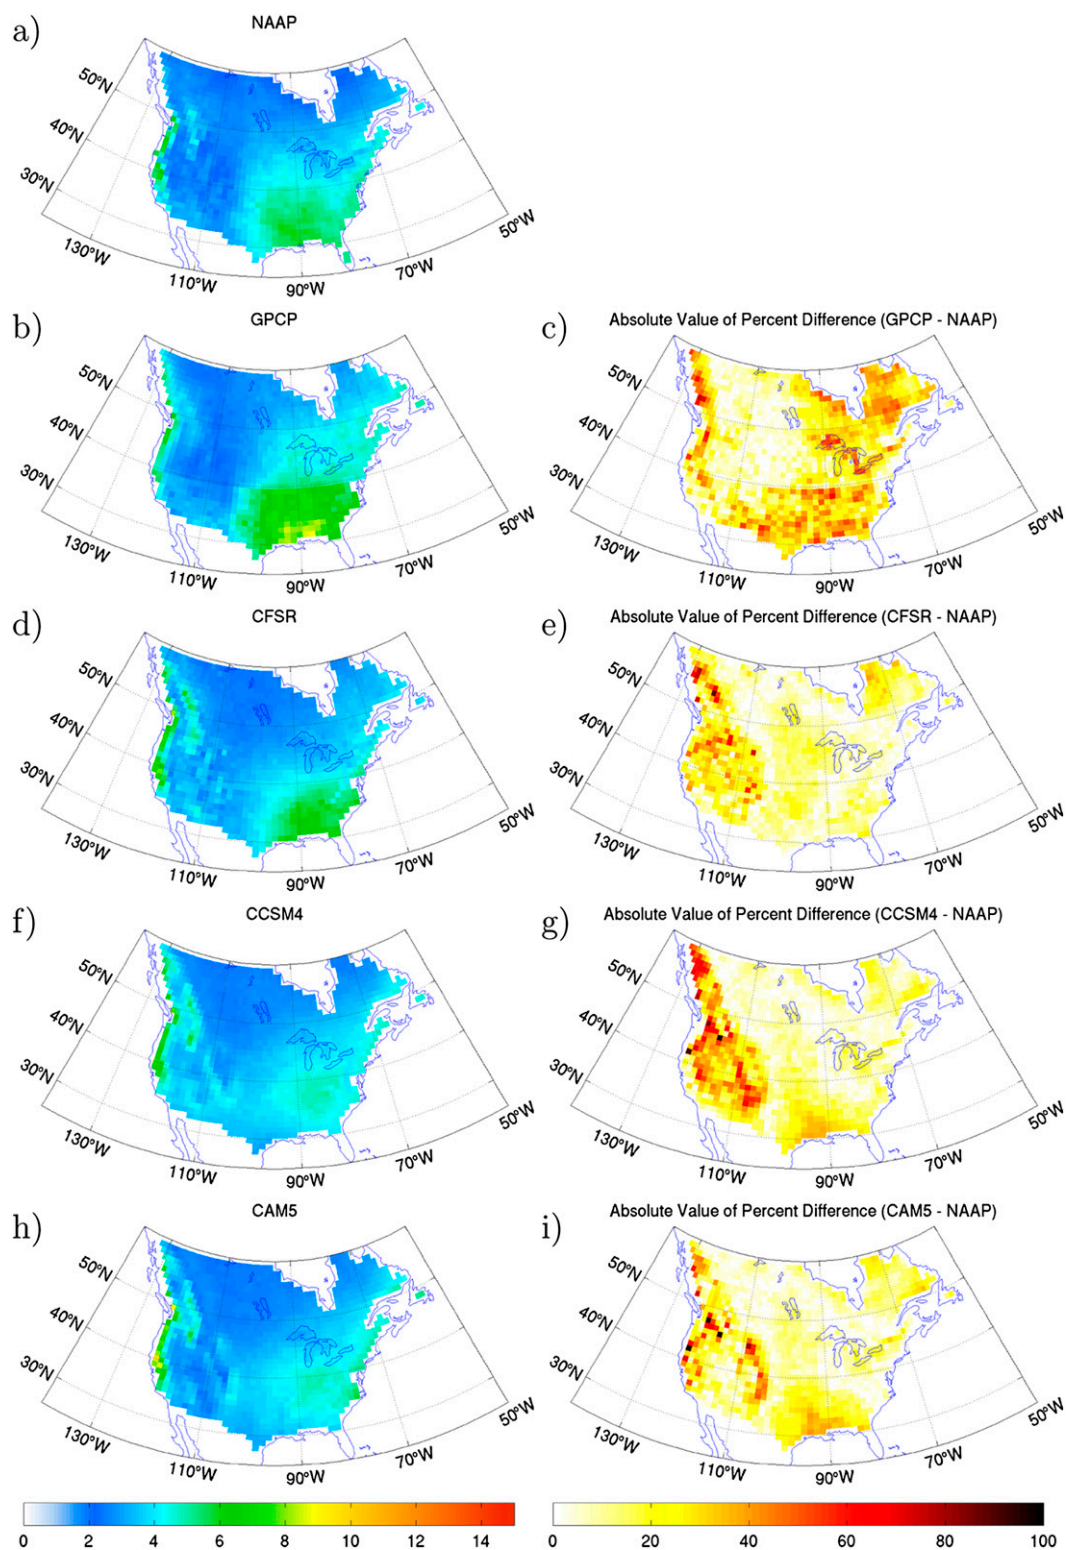 a)
NAAP
50°N
40°N
30°N
130°W
110°W
90°W
70°W
50°W
b)
GPCP
50°N
40°N
30°N
130°W
110°W
90°W
70°W
50°W
c)
Absolute Value of Percent Difference (GPCP - NAAP)
50°N
40°N
30°N
130°W
110°W
90°W
70°W
50°W
d)
CFSR
50°N
40°N
30°N
130°W
110°W
90°W
70°W
50°W
e)
Absolute Value of Percent Difference (CFSR - NAAP)
50°N
40°N
30°N
130°W
110°W
90°W
70°W
50°W
f)
CCSM4
50°N
40°N
30°N
130°W
110°W
90°W
70°W
50°W
g)
Absolute Value of Percent Difference (CCSM4 - NAAP)
50°N
40°N
30°N
130°W
110°W
90°W
70°W
50°W
h)
CAM5
50°N
40°N
30°N
130°W
110°W
90°W
70°W
50°W
i)
Absolute Value of Percent Difference (CAM5 - NAAP)
50°N
40°N
30°N
130°W
110°W
90°W
70°W
50°W
0 2 4 6 8 10 12 14
0 20 40 60 80 100